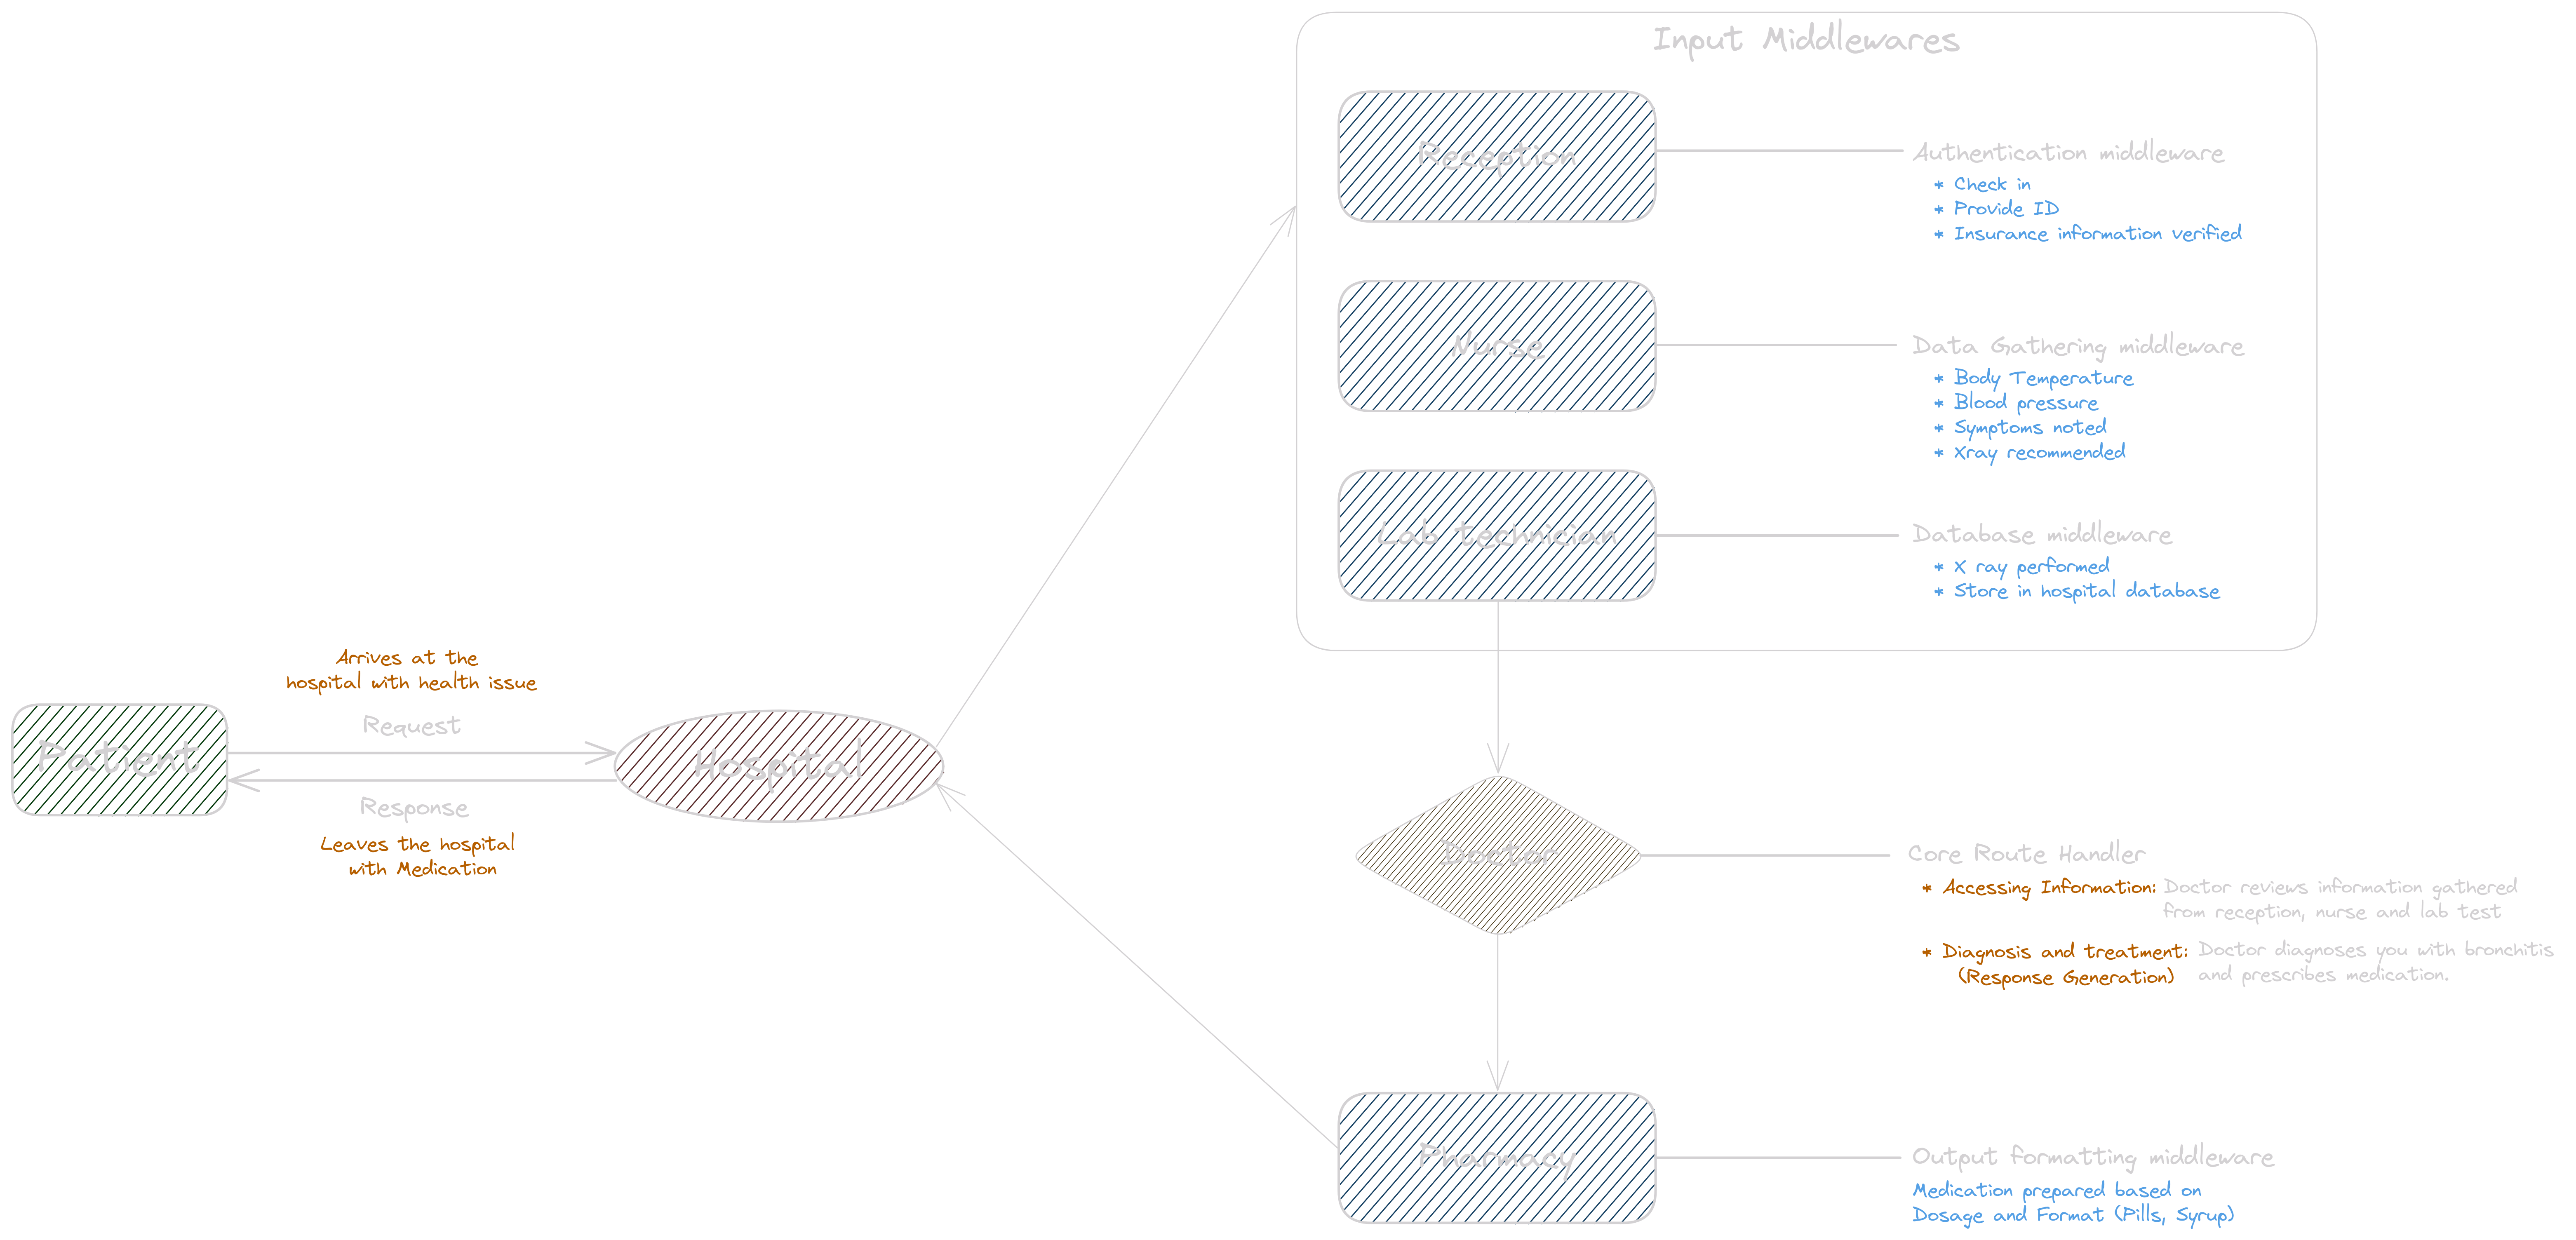 Input Middlewares
Reception
Authentication middleware
* Check in
* Provide ID
* Insurance information verified
Nurse
Data Gathering middleware
* Body Temperature
* Blood pressure
* Symptoms noted
* Xray recommended
Lab technician
Database middleware
* X ray performed
* Store in hospital database
Arrives at the
hospital with health issue
Request
Patient
Hospital
Response
Leaves the hospital
with Medication
Doctor
Core Route Handler
* Accessing Information: Doctor reviews information gathered
from reception, nurse and lab test
* Diagnosis and treatment: Doctor diagnoses you with bronchitis
(Response Generation) and prescribes medication.
Pharmacy
Output formatting middleware
Medication prepared based on
Dosage and Format (Pills, Syrup)